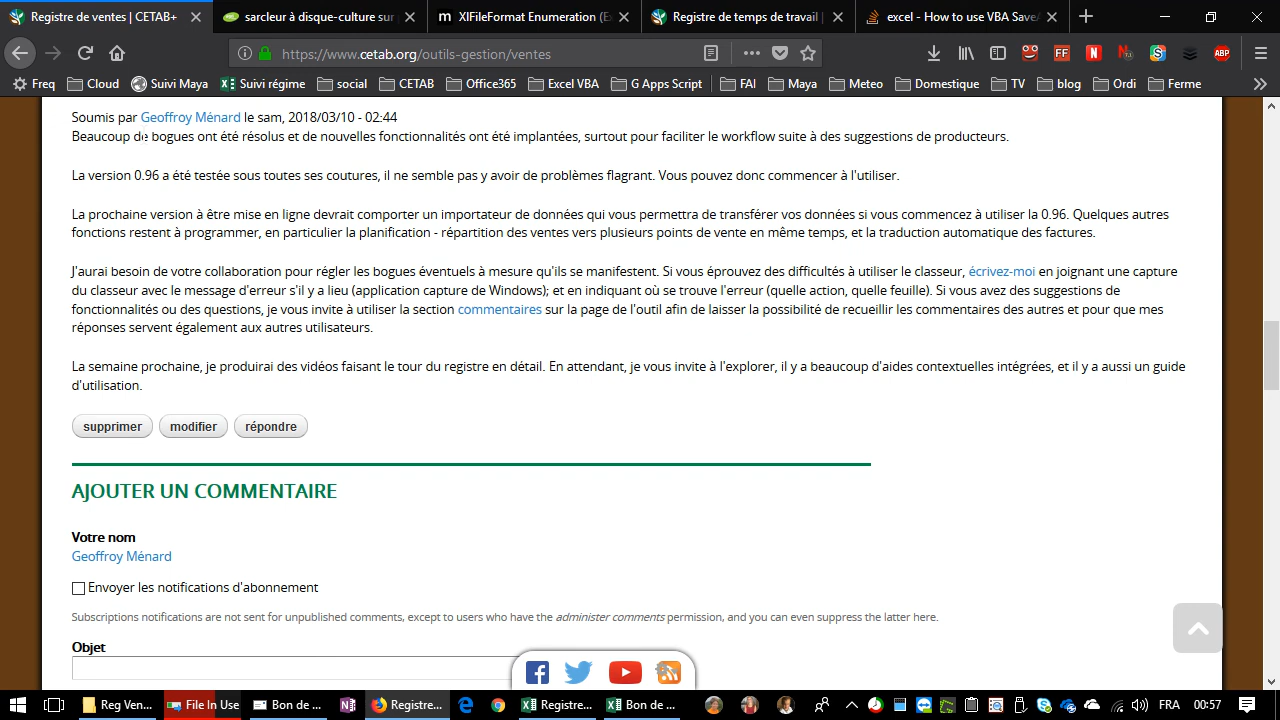 Registre de ventes | CETAB+
sarcleur à disque-culture sur
XlFileFormat Enumeration (E
Registre de temps de travail |
excel - How to use VBA SaveA
https://www.cetab.org/outils-gestion/ventes
Freq
Cloud
Suivi Maya
Suivi régime
social
CETAB
Office365
Excel VBA
G Apps Script
FAI
Maya
Meteo
Domestique
TV
blog
Ordi
Ferme
Soumis par Geoffroy Ménard le sam, 2018/03/10 - 02:44
Beaucoup de bogues ont été résolus et de nouvelles fonctionnalités ont été implantées, surtout pour faciliter le workflow suite à des suggestions de producteurs.
La version 0.96 a été testée sous toutes ses coutures, il ne semble pas y avoir de problèmes flagrant. Vous pouvez donc commencer à l'utiliser.
La prochaine version à être mise en ligne devrait comporter un importateur de données qui vous permettra de transférer vos données si vous commencez à utiliser la 0.96. Quelques autres
fonctions restent à programmer, en particulier la planification - répartition des ventes vers plusieurs points de vente en même temps, et la traduction automatique des factures.
J'aurai besoin de votre collaboration pour régler les bogues éventuels à mesure qu'ils se manifestent. Si vous éprouvez des difficultés à utiliser le classeur, écrivez-moi en joignant une capture
du classeur avec le message d'erreur s'il y a lieu (application capture de Windows); et en indiquant où se trouve l'erreur (quelle action, quelle feuille). Si vous avez des suggestions de
fonctionnalités ou des questions, je vous invite à utiliser la section commentaires sur la page de l'outil afin de laisser la possibilité de recueillir les commentaires des autres et pour que mes
réponses servent également aux autres utilisateurs.
La semaine prochaine, je produirai des vidéos faisant le tour du registre en détail. En attendant, je vous invite à l'explorer, il y a beaucoup d'aides contextuelles intégrées, et il y a aussi un guide
d'utilisation.
supprimer
modifier
répondre
AJOUTER UN COMMENTAIRE
Votre nom
Geoffroy Ménard
Envoyer les notifications d'abonnement
Subscriptions notifications are not sent for unpublished comments, except to users who have the administer comments permission, and you can even suppress the latter here.
Objet
Reg Ven...
File In Use
Bon de ...
Registre...
Registre...
Bon de ...
FRA
00:57